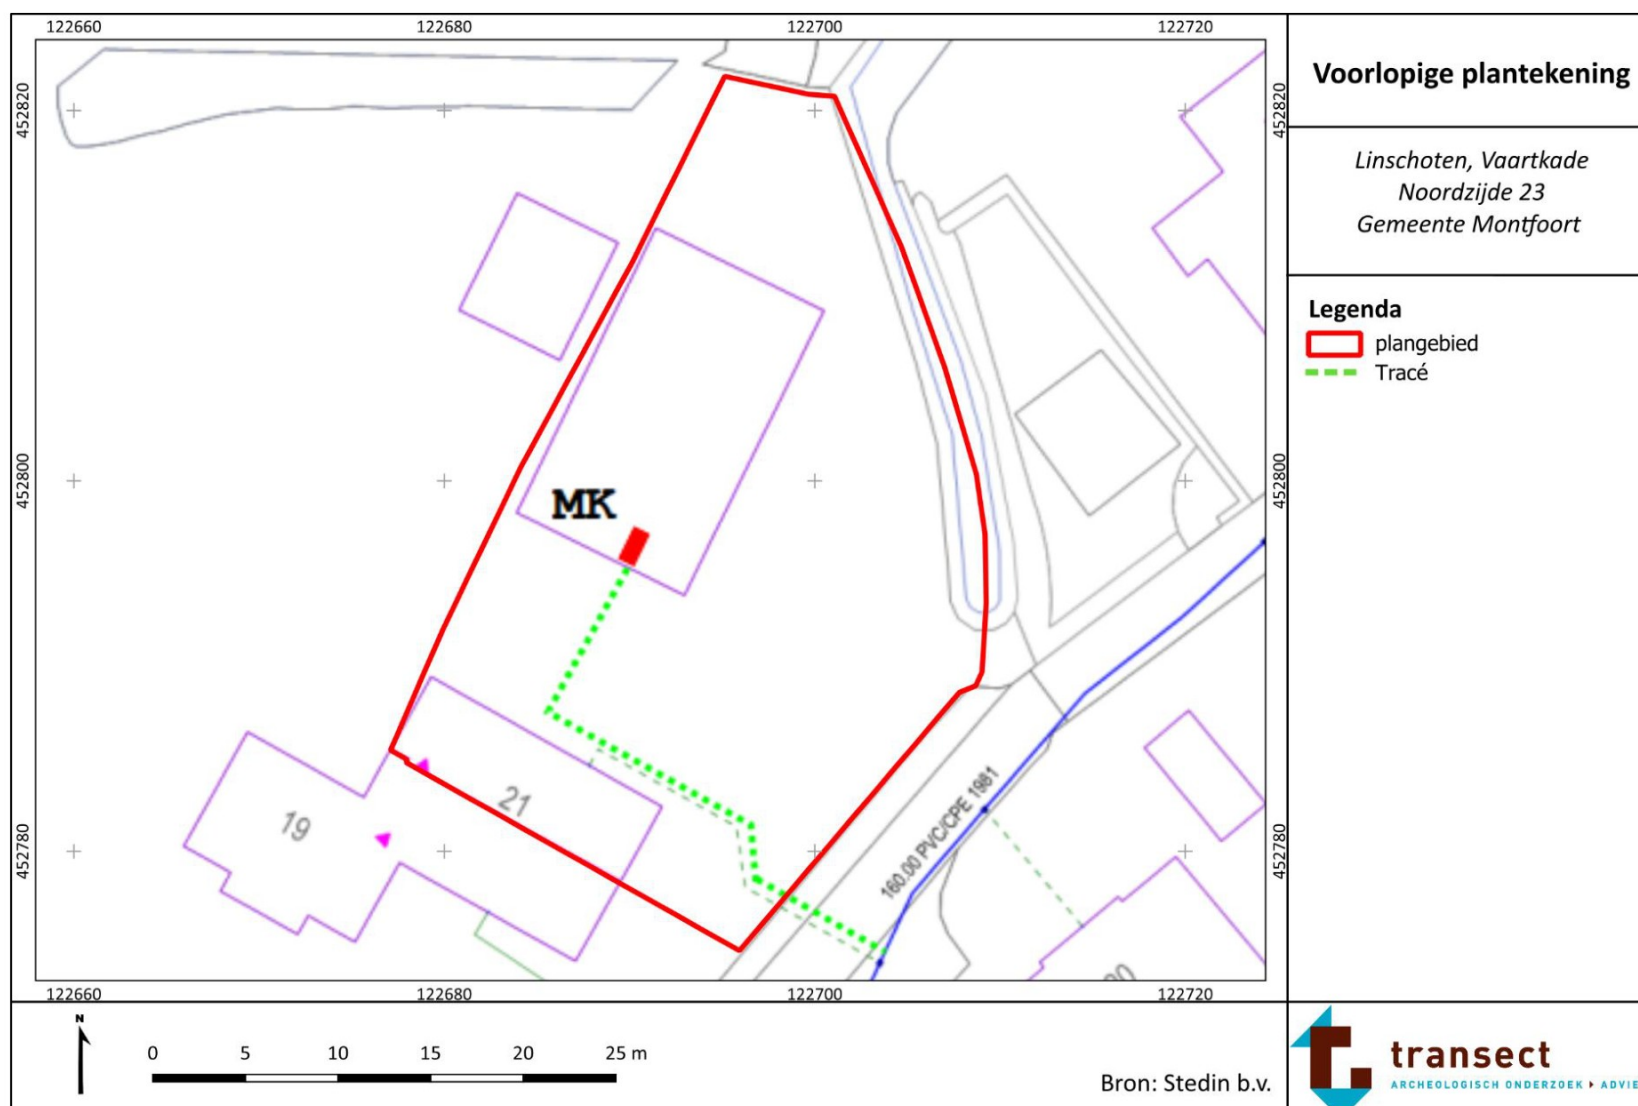 122660 122680 122700 122720
452820
452800
452780
452820
452800
452780
MK
21
19
160.00 PVC/CPE 1981
122660 122680 122700 122720
N
0 5 10 15 20 25 m
Bron: Stedin b.v.
Voorlopige plantekening
Linschoten, Vaartkade
Noordzijde 23
Gemeente Montfoort
Legenda
plangebied
Tracé
transect
ARCHEOLOGISCH ONDERZOEK ADVIE